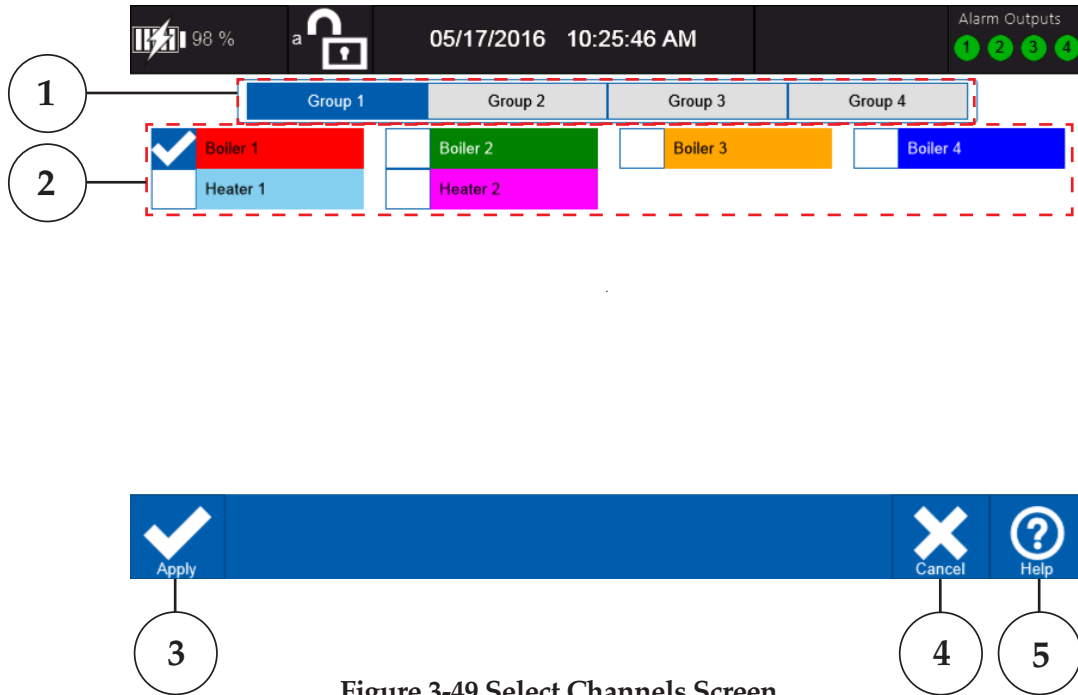 98 %
a
05/17/2016 10:25:46 AM
Alarm Outputs
1 2 3 4
1
Group 1 Group 2 Group 3 Group 4
2
Boiler 1 Boiler 2 Boiler 3 Boiler 4
Heater 1 Heater 2
Apply Cancel Help
3 4 5
Figure 3-49 Select Channels Screen